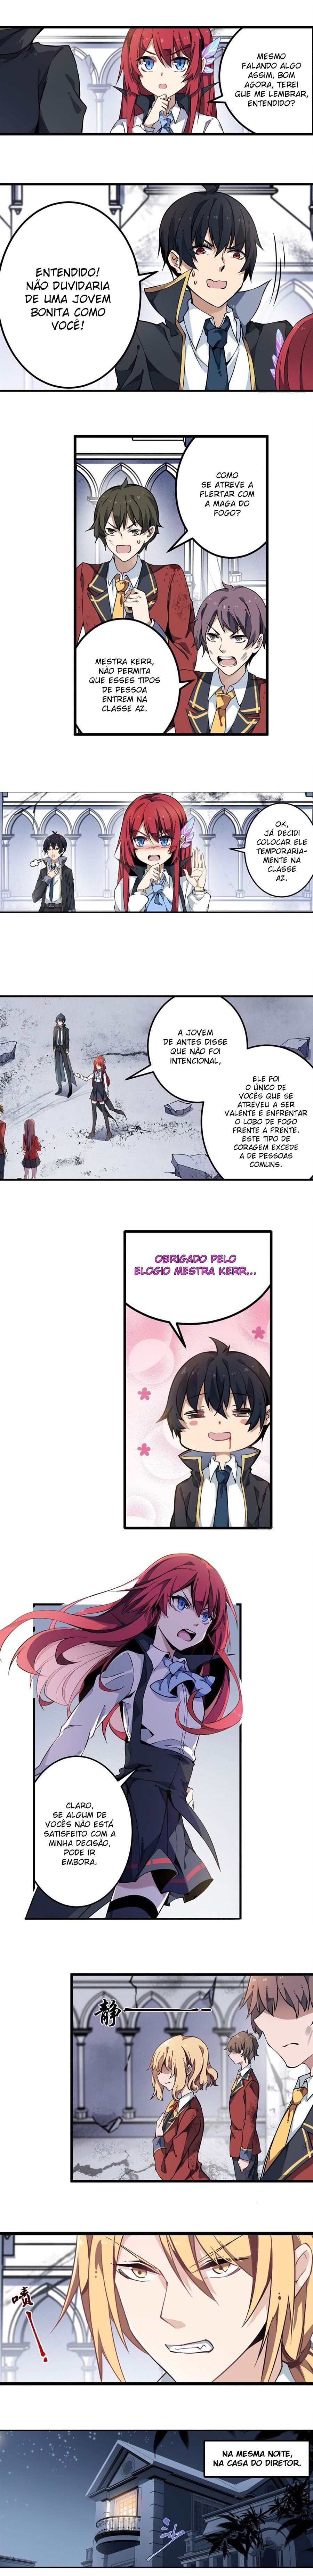 MESMO
FALANDO ALGO
ASSIM, BOM
AGORA, TEREI
QUE ME LEMBRAR,
ENTENDIDO?
ENTENDIDO!
NÃO DUVIDARIA
DE UMA JOVEM
BONITA COMO
VOCÊ!
COMO
SE ATREVE A
FLERTAR COM
A MAGA DO
FOGO?
MESTRA KERR,
NÃO PERMITA
QUE ESSES TIPOS
DE PESSOA
ENTREM NA
CLASSE AZ.
OK,
JÁ DECIDI
COLOCAR ELE
TEMPORARIA-
MENTE NA
CLASSE
AZ.
A JOVEM
DE ANTES DISSE
QUE NÃO FOI
INTENCIONAL,
ELE FOI
O ÚNICO DE
VOCÊS QUE SE
ATREVEU A SER
VALENTE E ENFRENTAR
O LOBO DE FOGO
FRENTE A FRENTE.
ESTE TIPO DE
CORAGEM EXCEDE
A DE PESSOAS
COMUNS.
OBRIGADO PELO
ELOGIO MESTRA KERR...
CLARO,
SE ALGUM DE
VOCÊS NÃO ESTÁ
SATISFEITO COM A
MINHA DECISÃO,
PODE IR
EMBORA.
静
啧
NA MESMA NOITE,
NA CASA DO DIRETOR.